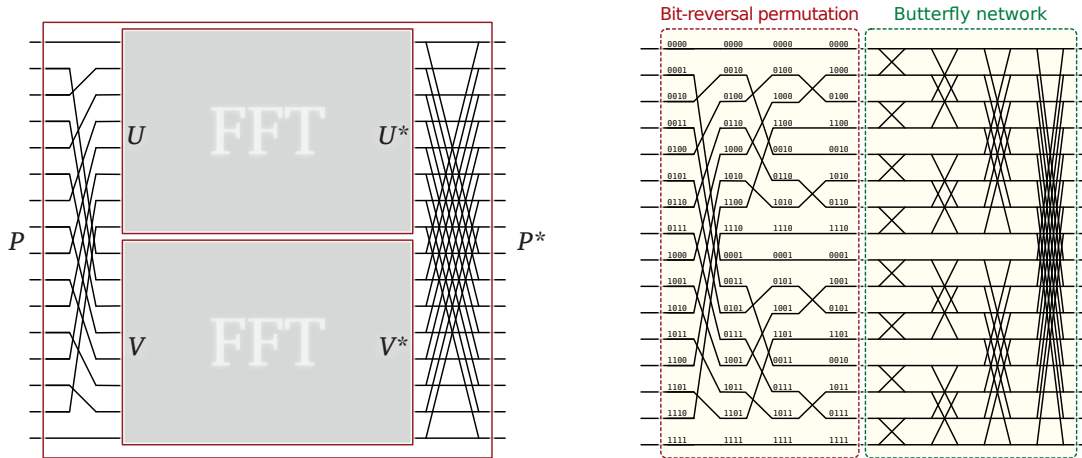 P
U
FFT
U*
V
FFT
V*
P*
Bit-reversal permutation
Butterfly network
0000 0000 0000 0000
0001 0010 0100 1000
0010 0100 1000 0100
0011 0110 1100 1100
0100 1000 0010 0010
0101 1010 0110 1010
0110 1100 1010 0110
0111 1110 1110 1110
1000 0001 0001 0001
1001 0011 0101 1001
1010 0101 1001 0101
1011 0111 1101 1101
1100 1001 0011 0010
1101 1011 0111 1011
1110 1101 1011 0111
1111 1111 1111 1111